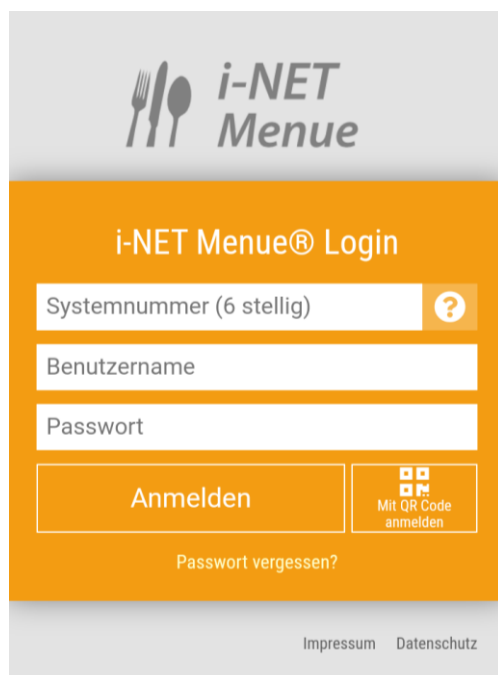 i-NET
Menue
i-NET Menue® Login
Systemnummer (6 stellig)
?
Benutzername
Passwort
Anmelden
Mit QR Code
anmelden
Passwort vergessen?
Impressum Datenschutz